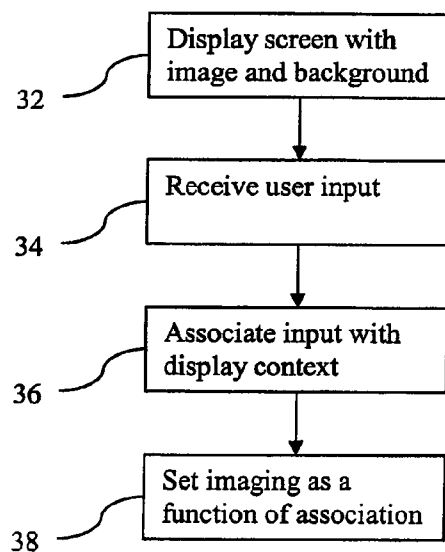 Display screen with
image and background
32
Receive user input
34
Associate input with
display context
36
Set imaging as a
function of association
38